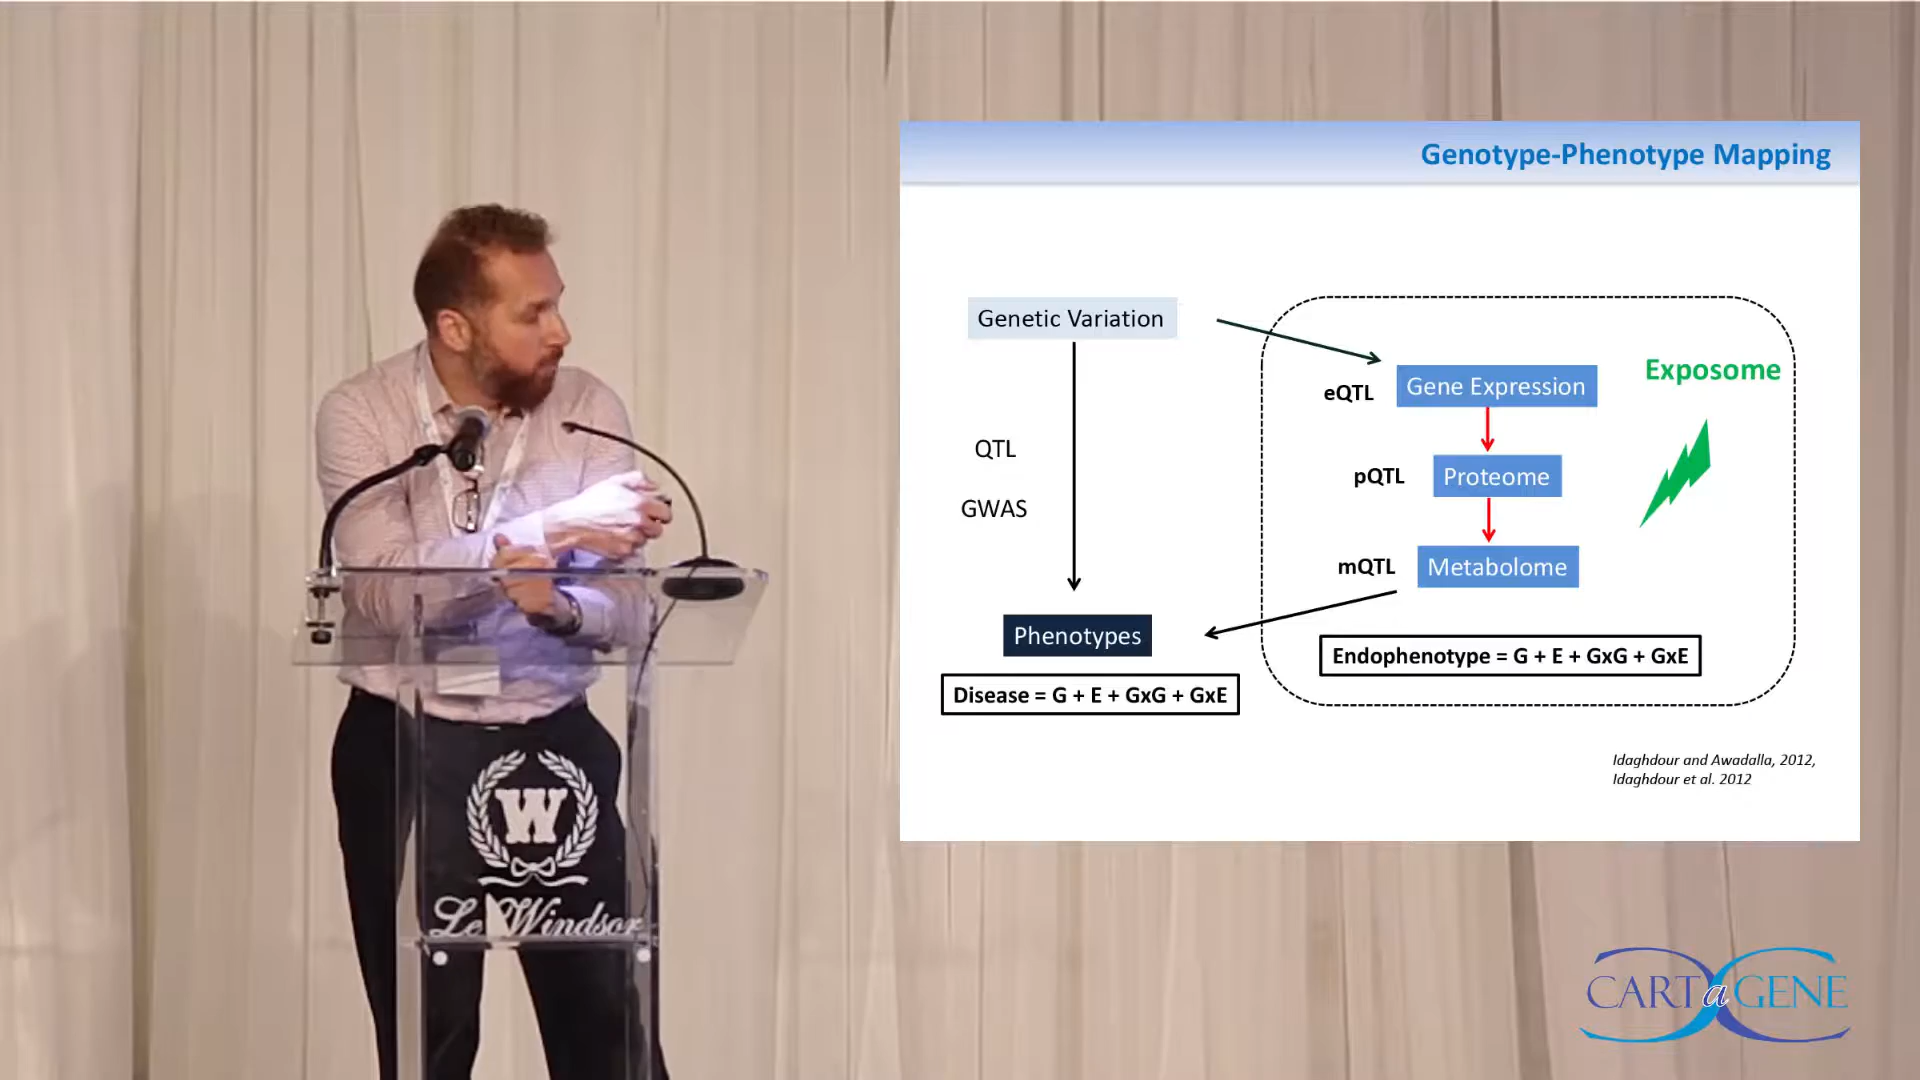 Genotype-Phenotype Mapping
Genetic Variation
QTL
GWAS
Phenotypes
Disease = G + E + GxG + GxE
eQTL
Gene Expression
Exposome
pQTL
Proteome
mQTL
Metabolome
Endophenotype = G + E + GxG + GxE
Idaghdour and Awadalla, 2012,
Idaghdour et al. 2012
W
Le Windsor
CARTaGENE